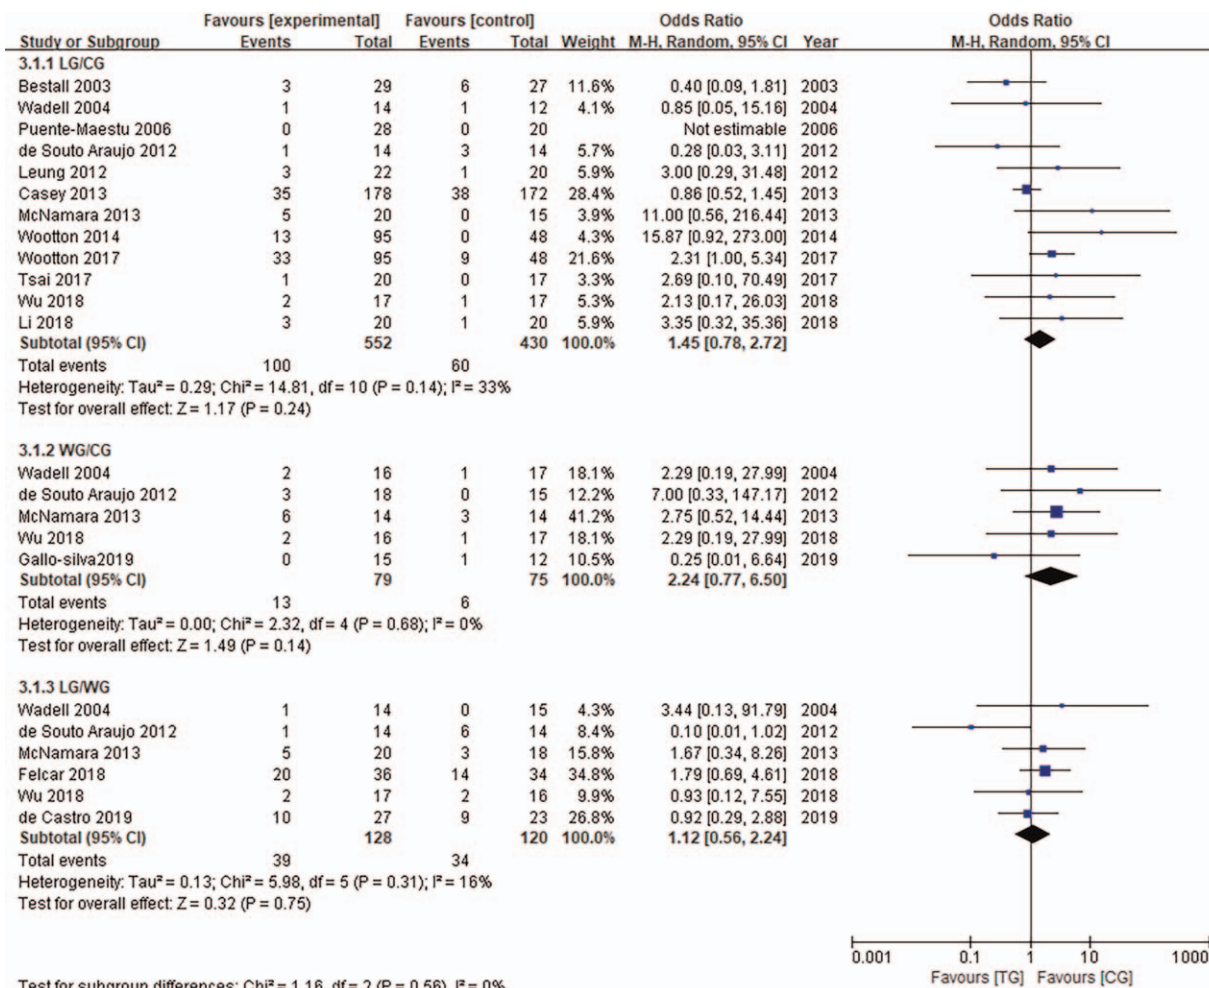 Favours [experimental] Favours [control] Odds Ratio Odds Ratio
Study or Subgroup Events Total Events Total Weight M-H, Random, 95% CI Year M-H, Random, 95% CI
3.1.1 LG/CG
Bestall 2003 3 29 6 27 11.6% 0.40 [0.09, 1.81] 2003
Wadell 2004 1 14 1 12 4.1% 0.85 [0.05, 15.16] 2004
Puente-Maestu 2006 0 28 0 20 Not estimable 2006
de Souto Araujo 2012 1 14 3 14 5.7% 0.28 [0.03, 3.11] 2012
Leung 2012 3 22 1 20 5.9% 3.00 [0.29, 31.48] 2012
Casey 2013 35 178 38 172 28.4% 0.86 [0.52, 1.45] 2013
McNamara 2013 5 20 0 15 3.9% 11.00 [0.56, 216.44] 2013
Wootton 2014 13 95 0 48 4.3% 15.87 [0.92, 273.00] 2014
Wootton 2017 33 95 9 48 21.6% 2.31 [1.00, 5.34] 2017
Tsai 2017 1 20 0 17 3.3% 2.69 [0.10, 70.49] 2017
Wu 2018 2 17 1 17 5.3% 2.13 [0.17, 26.03] 2018
Li 2018 3 20 1 20 5.9% 3.35 [0.32, 35.36] 2018
Subtotal (95% CI) 552 430 100.0% 1.45 [0.78, 2.72]
Total events 100 60
Heterogeneity: Tau² = 0.29; Chi² = 14.81, df = 10 (P = 0.14); I² = 33%
Test for overall effect: Z = 1.17 (P = 0.24)
3.1.2 WG/CG
Wadell 2004 2 16 1 17 18.1% 2.29 [0.19, 27.99] 2004
de Souto Araujo 2012 3 18 0 15 12.2% 7.00 [0.33, 147.17] 2012
McNamara 2013 6 14 3 14 41.2% 2.75 [0.52, 14.44] 2013
Wu 2018 2 16 1 17 18.1% 2.29 [0.19, 27.99] 2018
Gallo-silva2019 0 15 1 12 10.5% 0.25 [0.01, 6.64] 2019
Subtotal (95% CI) 79 75 100.0% 2.24 [0.77, 6.50]
Total events 13 6
Heterogeneity: Tau² = 0.00; Chi² = 2.32, df = 4 (P = 0.68); I² = 0%
Test for overall effect: Z = 1.49 (P = 0.14)
3.1.3 LG/WG
Wadell 2004 1 14 0 15 4.3% 3.44 [0.13, 91.79] 2004
de Souto Araujo 2012 1 14 6 14 8.4% 0.10 [0.01, 1.02] 2012
McNamara 2013 5 20 3 18 15.8% 1.67 [0.34, 8.26] 2013
Felcar 2018 20 36 14 34 34.8% 1.79 [0.69, 4.61] 2018
Wu 2018 2 17 2 16 9.9% 0.93 [0.12, 7.55] 2018
de Castro 2019 10 27 9 23 26.8% 0.92 [0.29, 2.88] 2019
Subtotal (95% CI) 128 120 100.0% 1.12 [0.56, 2.24]
Total events 39 34
Heterogeneity: Tau² = 0.13; Chi² = 5.98, df = 5 (P = 0.31); I² = 16%
Test for overall effect: Z = 0.32 (P = 0.75)
0.001 0.1 1 10 1000
Favours [TG] Favours [CG]
Test for subgroup differences: Chi² = 1.16, df = 2 (P = 0.56), I² = 0%